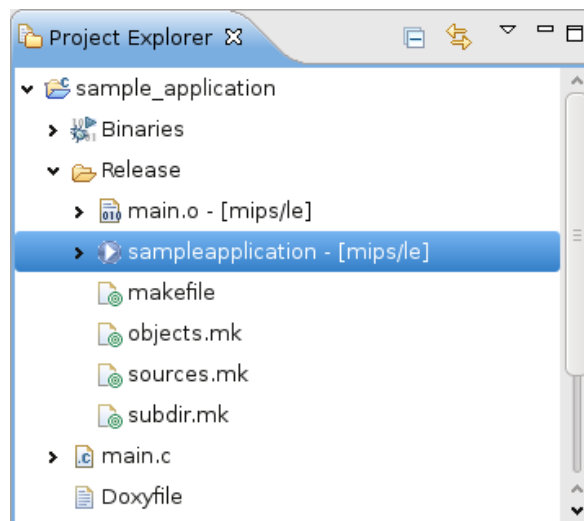 Project Explorer
sample_application
Binaries
Release
main.o - [mips/le]
sampleapplication - [mips/le]
makefile
objects.mk
sources.mk
subdir.mk
main.c
Doxyfile